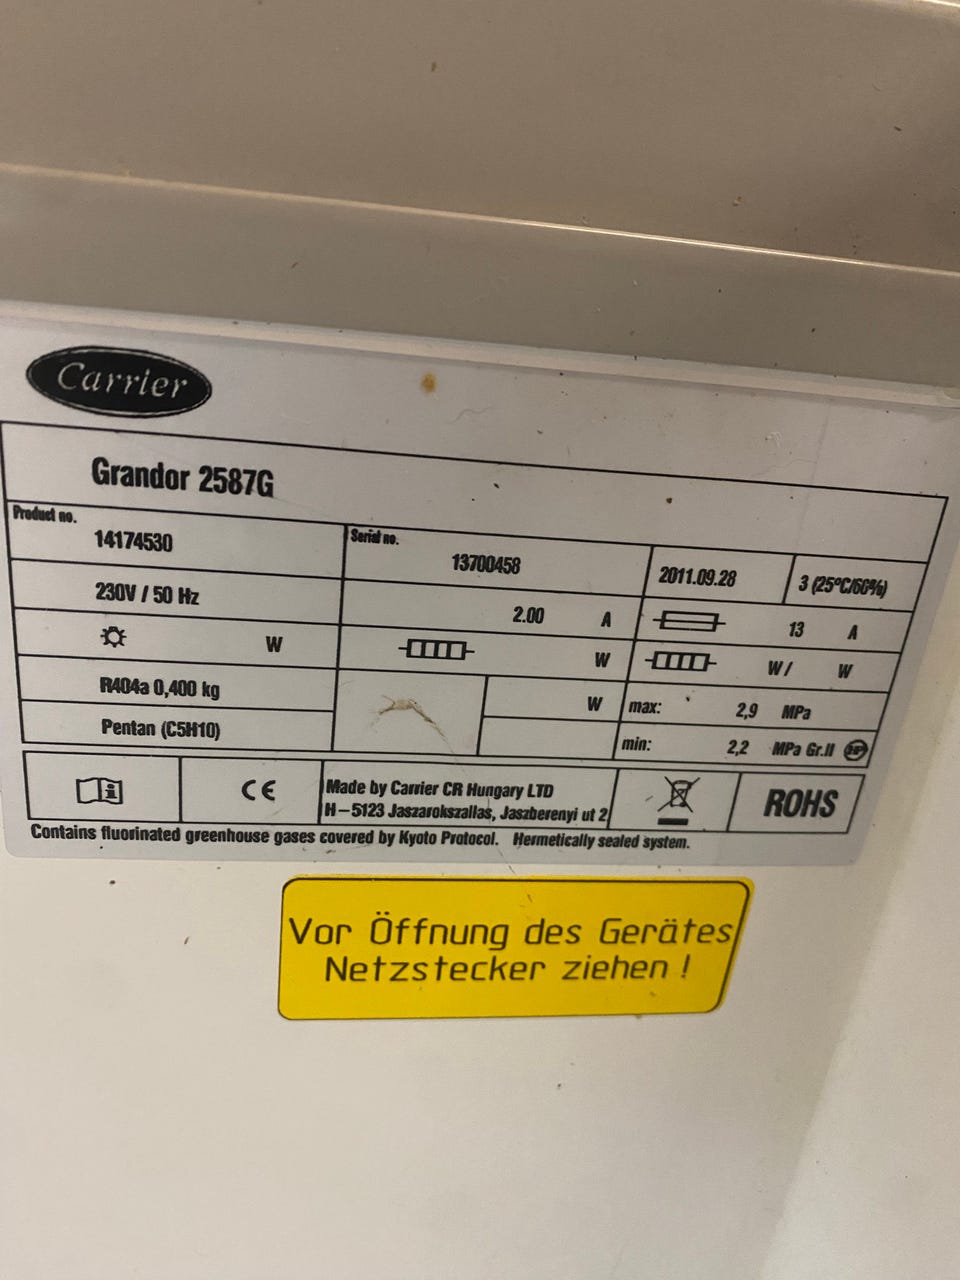 Carrier
Grandor 2587G
Product no.
14174530
Serial no.
13700458
2011.09.28
3 (25°C/60%)
230V / 50 Hz
2.00 A
13 A
W
W
W/ W
R404a 0,400 kg
W
max: 2,9 MPa
Pentan (C5H10)
min: 2,2 MPa Gr.II
i
CE
Made by Carrier CR Hungary LTD
H-5123 Jaszarokszallas, Jaszberenyi ut 2
ROHS
Contains fluorinated greenhouse gases covered by Kyoto Protocol. Hermetically sealed system.
Vor Öffnung des Gerätes
Netzstecker ziehen !